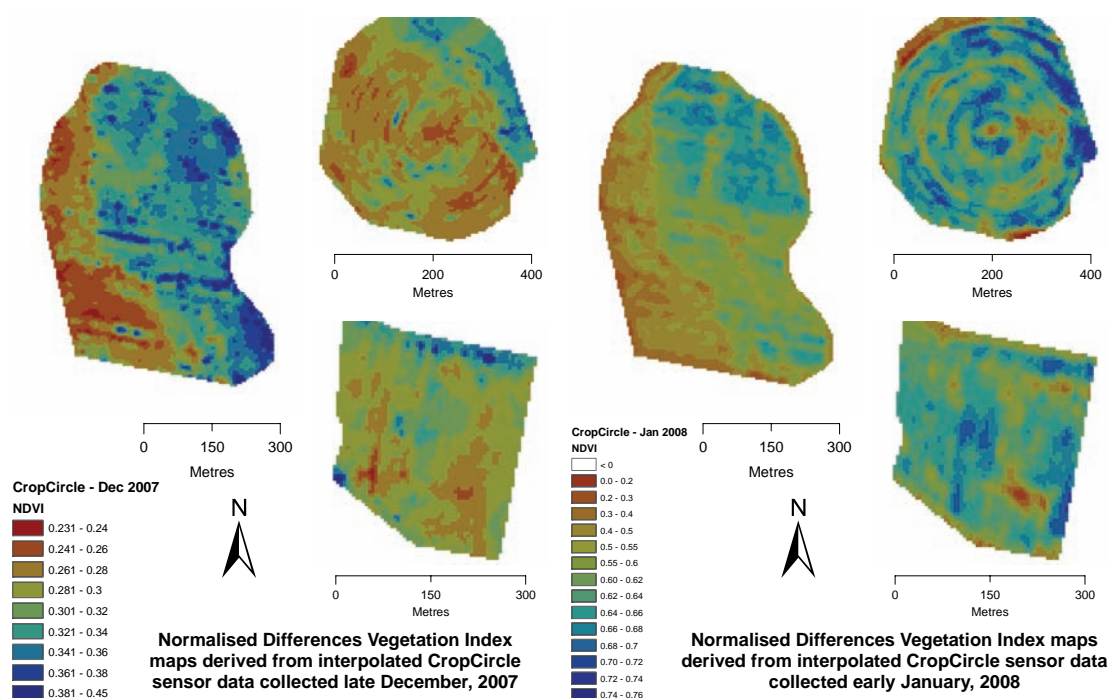 0 200 400
Metres
0 150 300
Metres
CropCircle - Dec 2007
NDVI
0.231 - 0.24
0.241 - 0.26
0.261 - 0.28
0.281 - 0.3
0.301 - 0.32
0.321 - 0.34
0.341 - 0.36
0.361 - 0.38
0.381 - 0.45
N
0 150 300
Normalised Differences Vegetation Index
maps derived from interpolated CropCircle
sensor data collected late December, 2007
0 200 400
Metres
0 150 300
Metres
CropCircle - Jan 2008
NDVI
< 0
0.0 - 0.2
0.2 - 0.3
0.3 - 0.4
0.4 - 0.5
0.5 - 0.55
0.55 - 0.6
0.60 - 0.62
0.62 - 0.64
0.64 - 0.66
0.66 - 0.68
0.68 - 0.7
0.70 - 0.72
0.72 - 0.74
0.74 - 0.76
N
0 150 300
Normalised Differences Vegetation Index maps
derived from interpolated CropCircle sensor data
collected early January, 2008